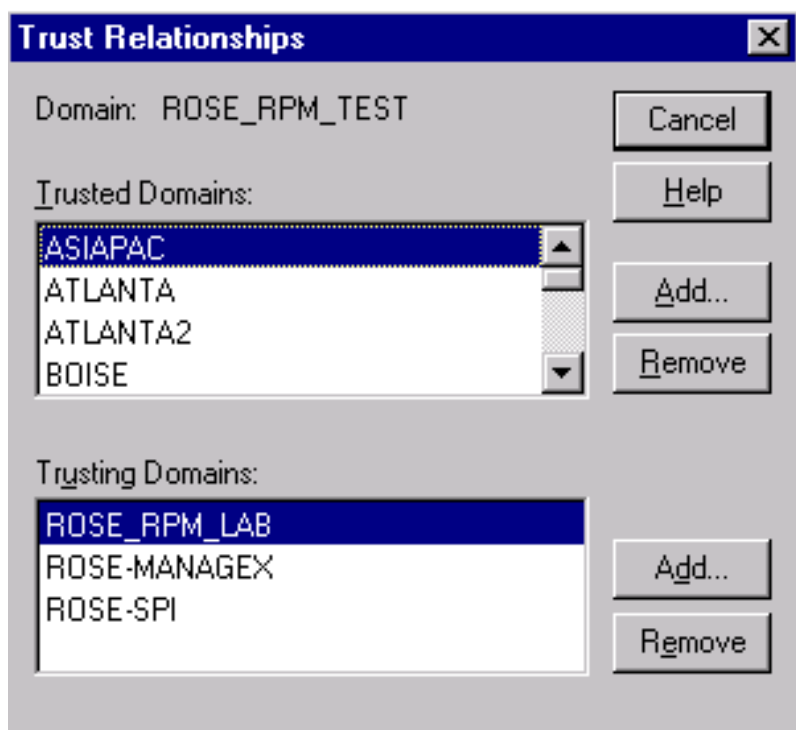 Trust Relationships
Domain: ROSE_RPM_TEST
Cancel
Help
Trusted Domains:
ASIAPAC
ATLANTA
ATLANTA2
BOISE
Add...
Remove
Trusting Domains:
ROSE_RPM_LAB
ROSE-MANAGEX
ROSE-SPI
Add...
Remove